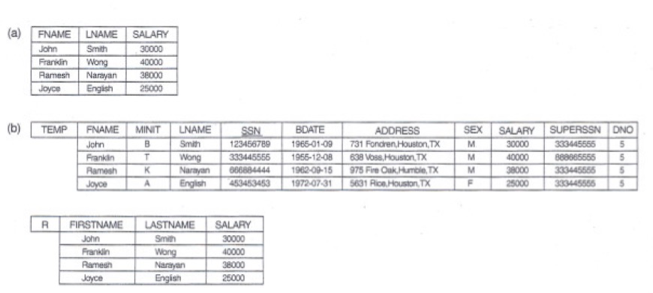 (a) FNAME LNAME SALARY
John Smith 30000
Franklin Wong 40000
Ramesh Narayan 38000
Joyce English 25000
(b) TEMP FNAME MINIT LNAME SSN BDATE ADDRESS SEX SALARY SUPERSSN DNO
John B Smith 123456789 1965-01-09 731 Fondren,Houston,TX M 30000 333445555 5
Franklin T Wong 333445555 1955-12-08 638 Voss,Houston,TX M 40000 888665555 5
Ramesh K Narayan 666884444 1962-09-15 975 Fire Oak,Humble,TX M 38000 333445555 5
Joyce A English 453453453 1972-07-31 5631 Rice,Houston,TX F 25000 333445555 5
R FIRSTNAME LASTNAME SALARY
John Smith 30000
Franklin Wong 40000
Ramesh Narayan 38000
Joyce English 25000